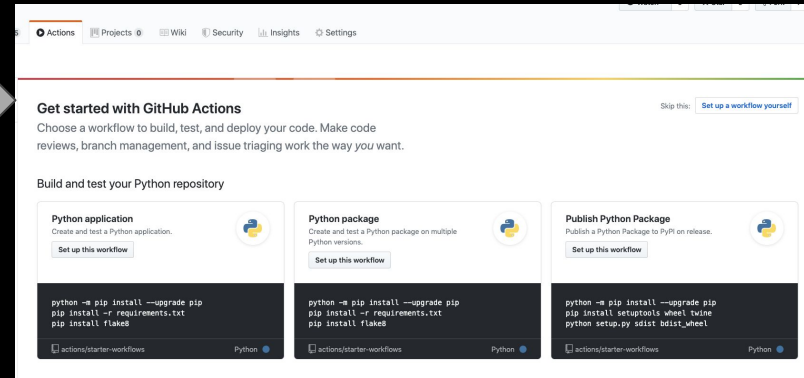 Actions Projects 0 Wiki Security Insights Settings
Get started with GitHub Actions
Skip this: Set up a workflow yourself
Choose a workflow to build, test, and deploy your code. Make code
reviews, branch management, and issue triaging work the way you want.
Build and test your Python repository
Python application
Create and test a Python application.
Set up this workflow
python -m pip install --upgrade pip
pip install -r requirements.txt
pip install flake8
actions/starter-workflows Python
Python package
Create and test a Python package on multiple
Python versions.
Set up this workflow
python -m pip install --upgrade pip
pip install -r requirements.txt
pip install flake8
actions/starter-workflows Python
Publish Python Package
Publish a Python Package to PyPI on release.
Set up this workflow
python -m pip install --upgrade pip
pip install setuptools wheel twine
python setup.py sdist bdist_wheel
actions/starter-workflows Python